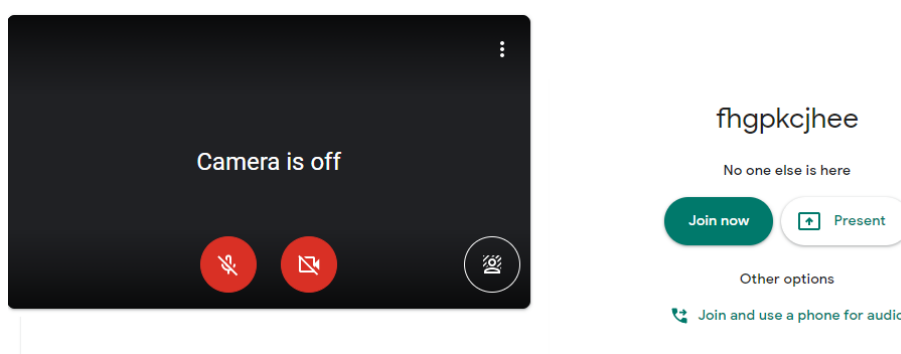 Camera is off
fhgpkcjhee
No one else is here
Join now
Present
Other options
Join and use a phone for audio